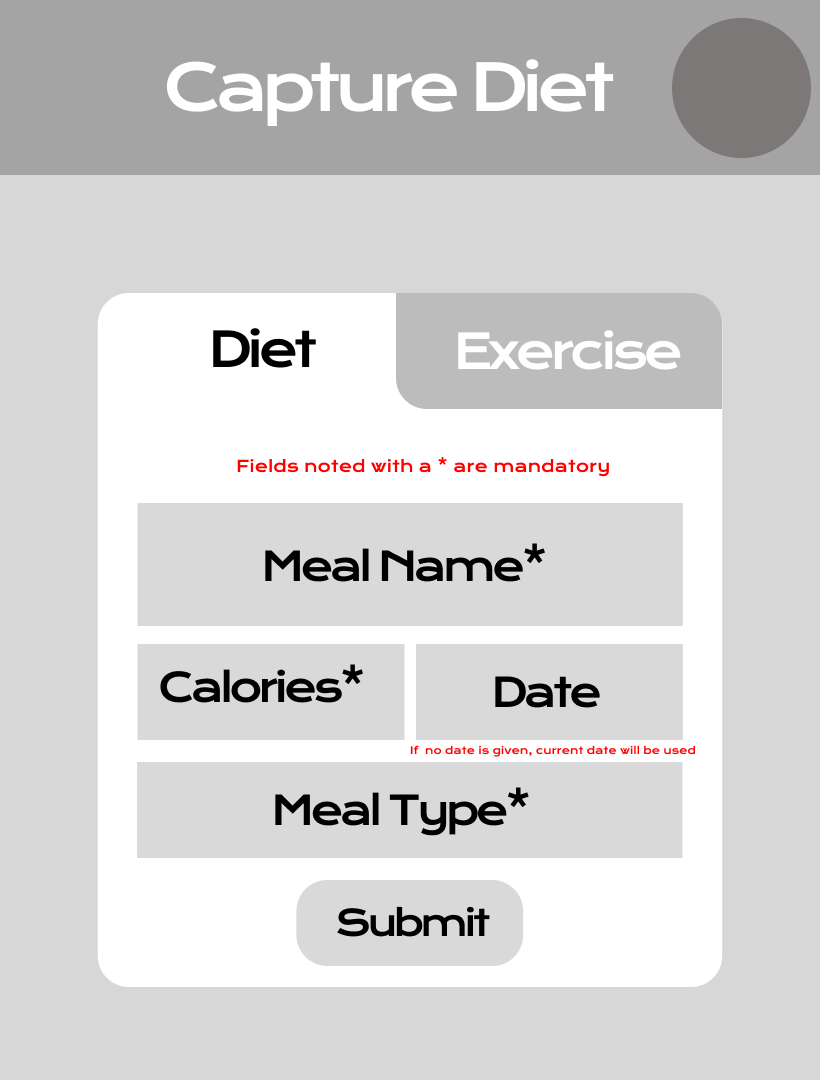 Capture Diet
Diet
Exercise
Fields noted with a * are mandatory
Meal Name*
Calories*
Date
If no date is given, current date will be used
Meal Type*
Submit